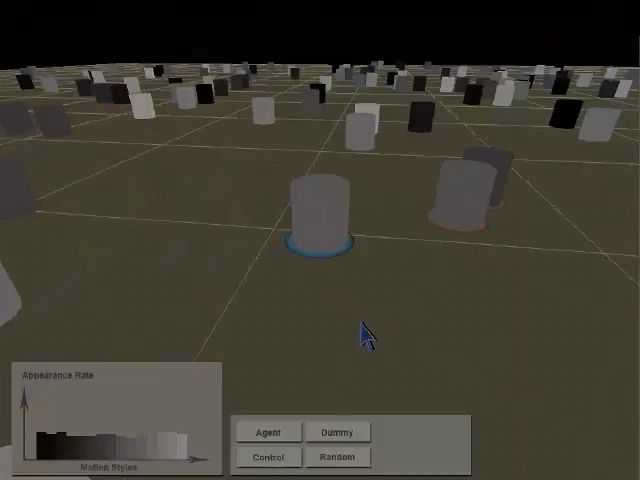 Appearance Rate
Motion Styles
Agent
Dummy
Control
Random